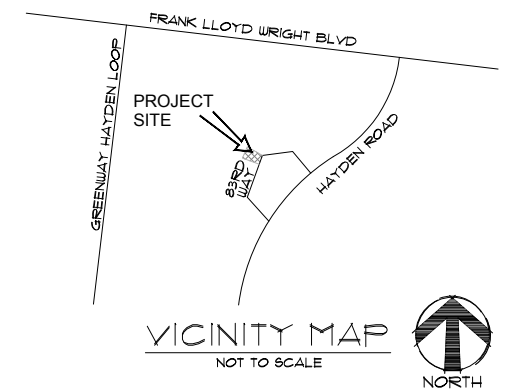 FRANK LLOYD WRIGHT BLVD
GREENWAY HAYDEN LOOP
PROJECT
SITE
83RD
WAY
HAYDEN ROAD
VICINITY MAP
NOT TO SCALE
NORTH